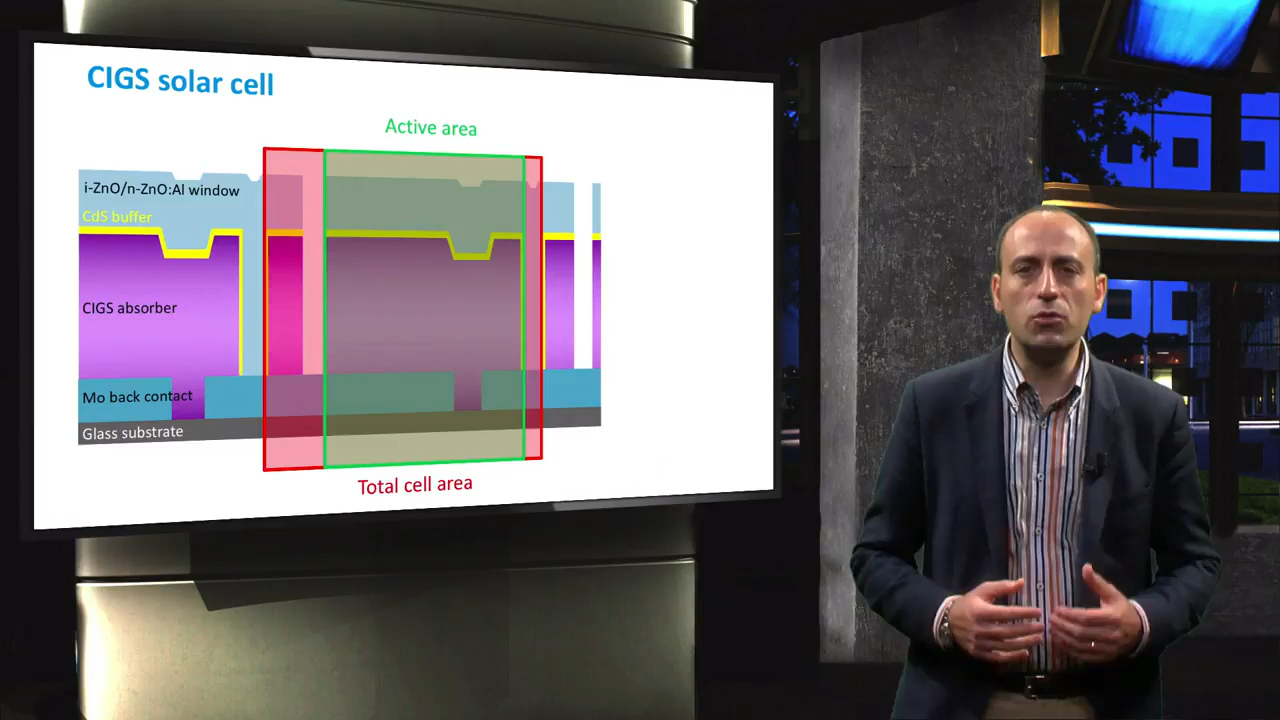 CIGS solar cell
Active area
i-ZnO/n-ZnO:Al window
CdS buffer
CIGS absorber
Mo back contact
Glass substrate
Total cell area